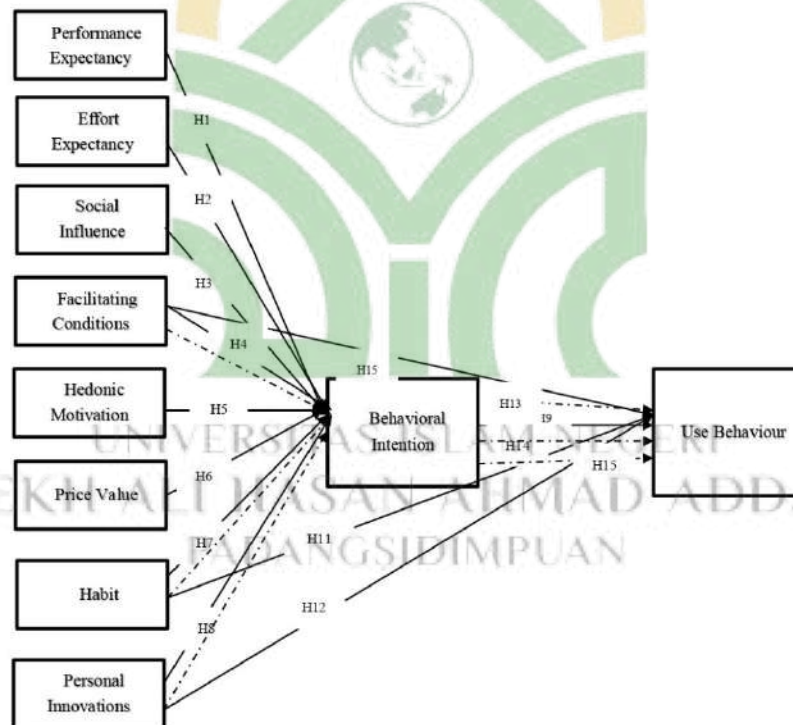 Performance
Expectancy
H1
Effort
Expectancy
H2
Social
Influence
H3
Facilitating
Conditions
H4
H15
Hedonic
Motivation
H5
Behavioral
Intention
H13
I9
H14
H15
Use Behaviour
UNIVERSITAS ISLAM NEGERI
Price Value
H6
EKH ALI HASAN AHMAD ADD
PADANGSIDIMPUAN
H7
H11
Habit
H8
H12
Personal
Innovations